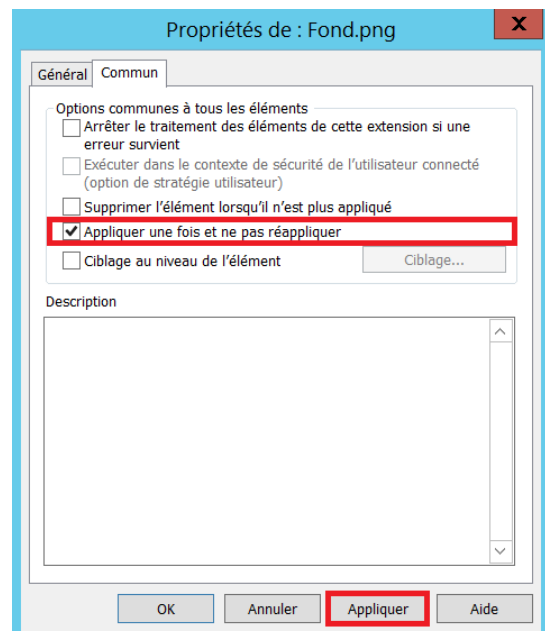 Propriétés de : Fond.png
X
Général Commun
Options communes à tous les éléments
Arrêter le traitement des éléments de cette extension si une
erreur survient
Exécuter dans le contexte de sécurité de l'utilisateur connecté
(option de stratégie utilisateur)
Supprimer l'élément lorsqu'il n'est plus appliqué
Appliquer une fois et ne pas réappliquer
Ciblage au niveau de l'élément Ciblage...
Description
OK Annuler Appliquer Aide